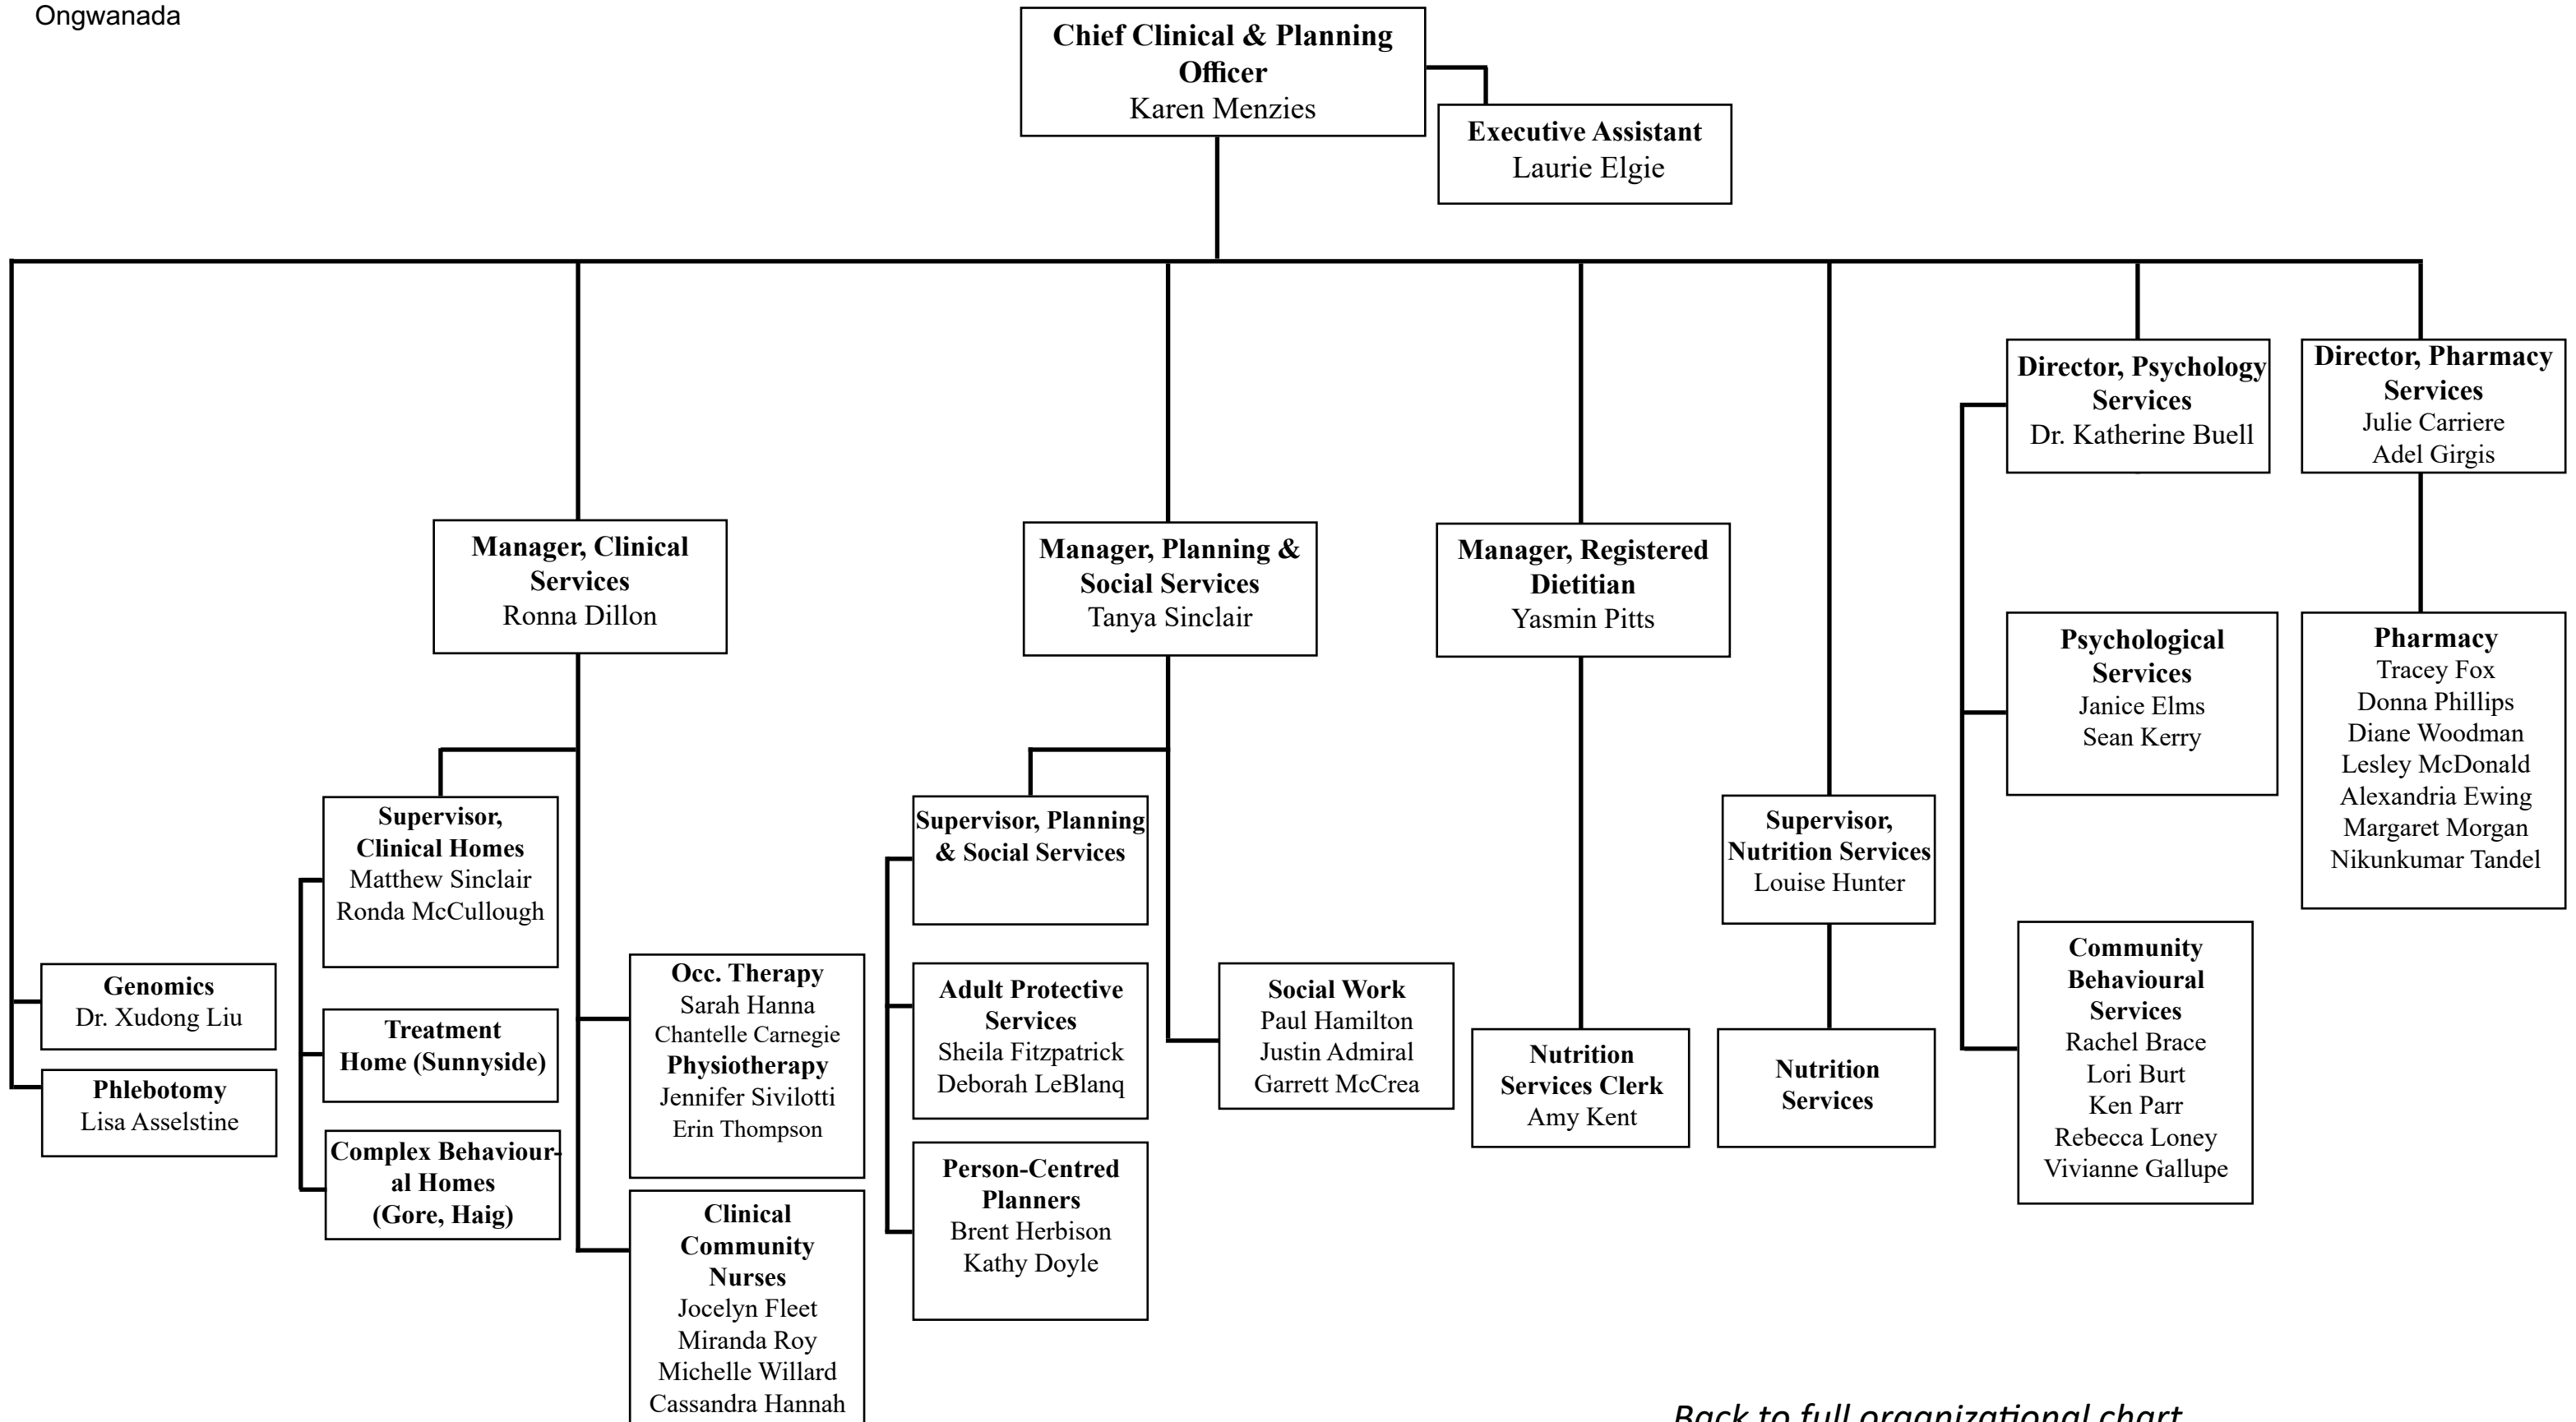 Ongwanada
Chief Clinical & Planning
Officer
Karen Menzies
Executive Assistant
Laurie Elgie
Director, Psychology
Services
Dr. Katherine Buell
Director, Pharmacy
Services
Julie Carriere
Adel Girgis
Manager, Clinical
Services
Ronna Dillon
Manager, Planning &
Social Services
Tanya Sinclair
Manager, Registered
Dietitian
Yasmin Pitts
Psychological
Services
Janice Elms
Sean Kerry
Pharmacy
Tracey Fox
Donna Phillips
Diane Woodman
Lesley McDonald
Alexandria Ewing
Margaret Morgan
Nikunkumar Tandel
Supervisor,
Clinical Homes
Matthew Sinclair
Ronda McCullough
Supervisor, Planning
& Social Services
Supervisor,
Nutrition Services
Louise Hunter
Genomics
Dr. Xudong Liu
Phlebotomy
Lisa Asselstine
Treatment
Home (Sunnyside)
Complex Behaviour-
al Homes
(Gore, Haig)
Occ. Therapy
Sarah Hanna
Chantelle Carnegie
Physiotherapy
Jennifer Sivilotti
Erin Thompson
Clinical
Community
Nurses
Jocelyn Fleet
Miranda Roy
Michelle Willard
Cassandra Hannah
Adult Protective
Services
Sheila Fitzpatrick
Deborah LeBlanq
Person-Centred
Planners
Brent Herbison
Kathy Doyle
Social Work
Paul Hamilton
Justin Admiral
Garrett McCrea
Nutrition
Services Clerk
Amy Kent
Nutrition
Services
Community
Behavioural
Services
Rachel Brace
Lori Burt
Ken Parr
Rebecca Loney
Vivianne Gallupe
Back to full organizational chart